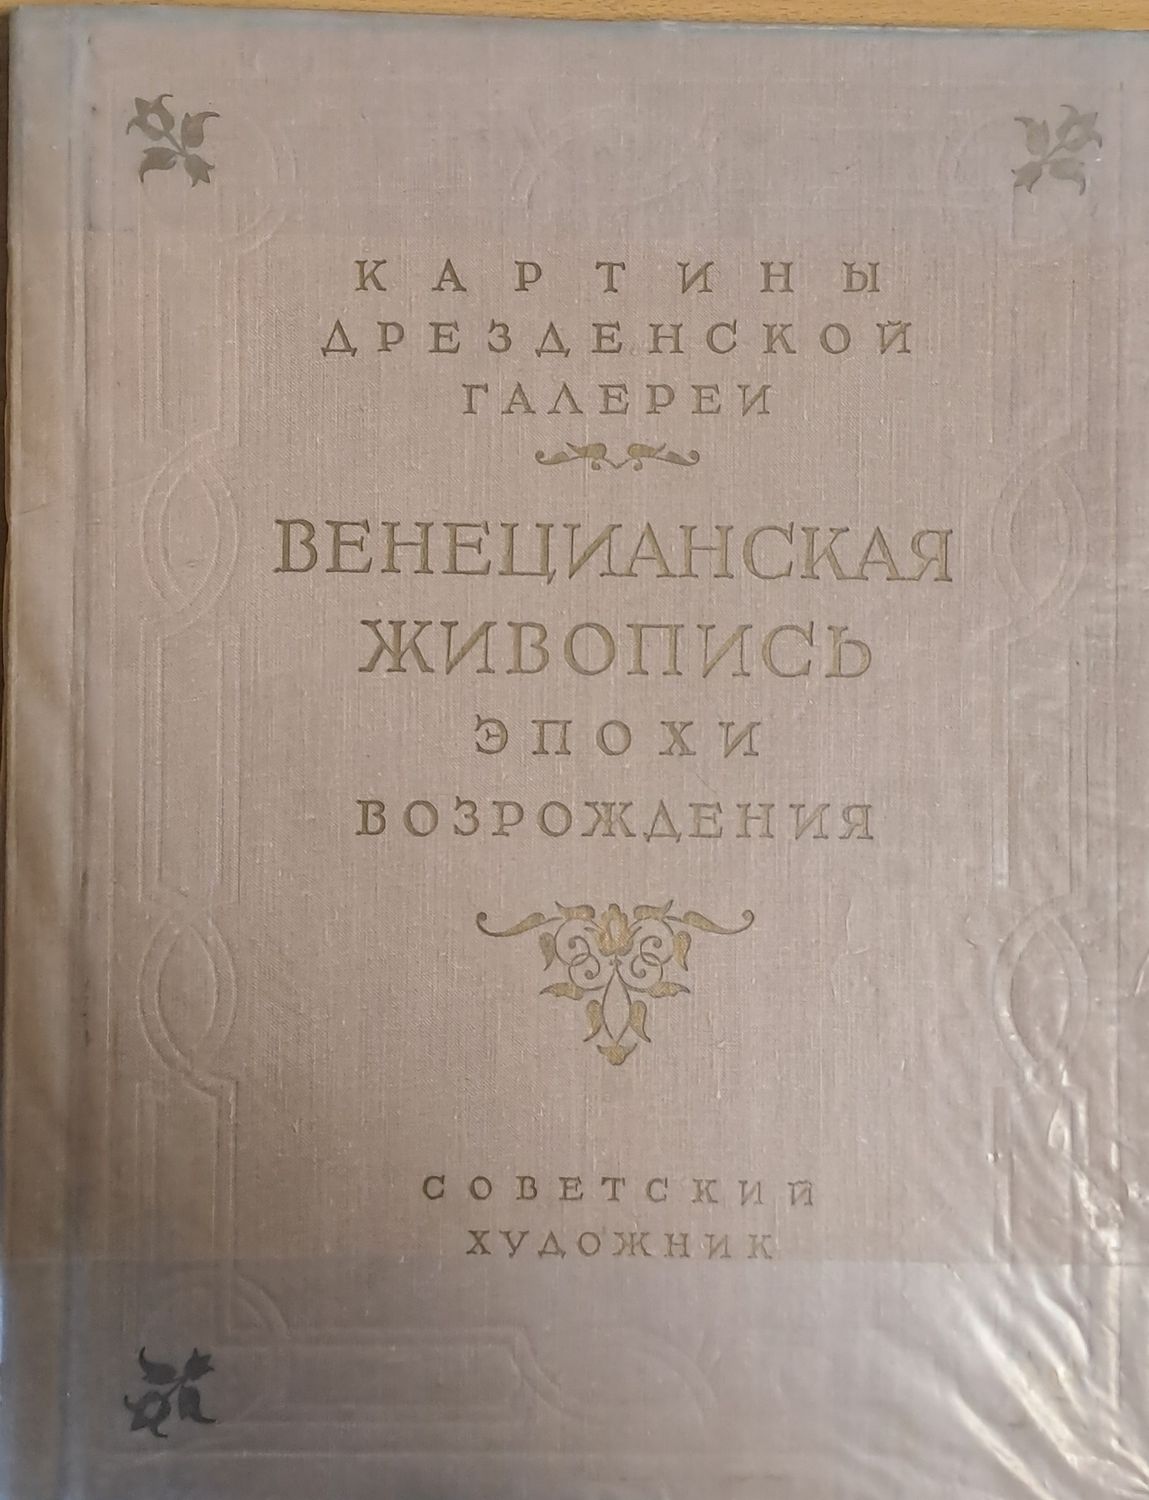 КАРТИНЫ
ДРЕЗДЕНСКОЙ
ГАЛЕРЕИ
ВЕНЕЦИАНСКАЯ
ЖИВОПИСЬ
ЭПОХИ
ВОЗРОЖДЕНИЯ
СОВЕТСКИЙ
ХУДОЖНИК